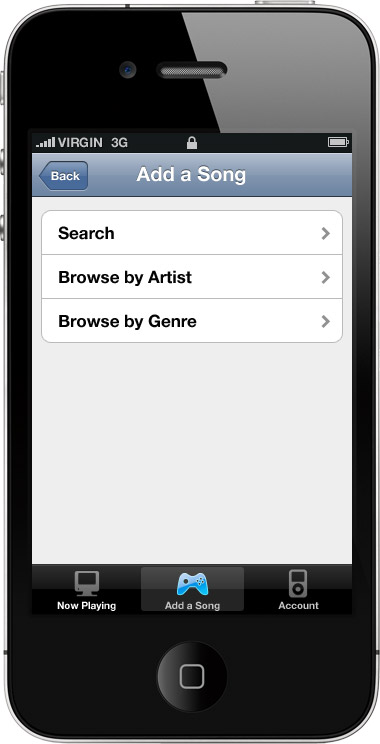 VIRGIN 3G
Back
Add a Song
Search
Browse by Artist
Browse by Genre
Now Playing
Add a Song
Account